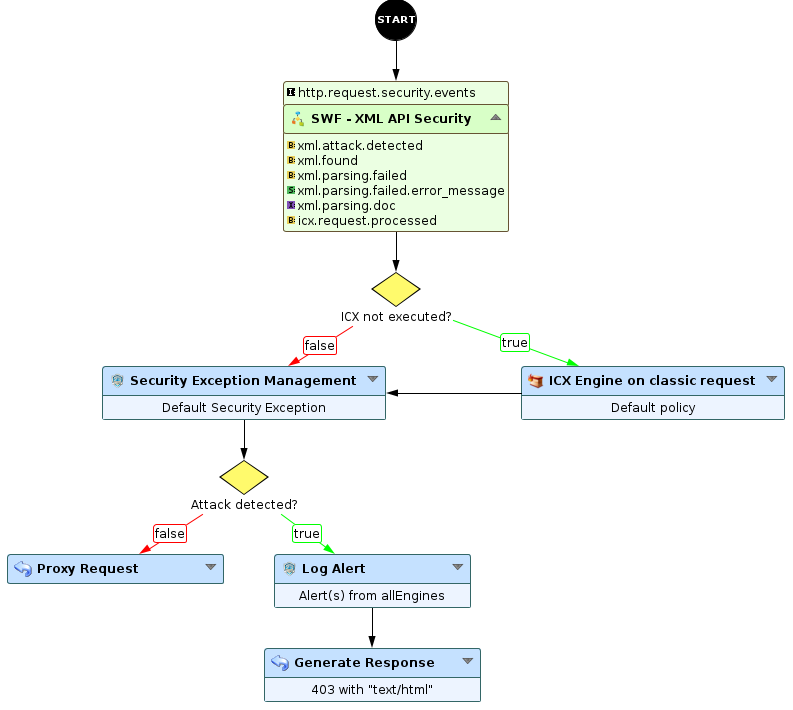 START
http.request.security.events
SWF - XML API Security
xml.attack.detected
xml.found
xml.parsing.failed
xml.parsing.failed.error_message
xml.parsing.doc
icx.request.processed
ICX not executed?
false
true
Security Exception Management
Default Security Exception
ICX Engine on classic request
Default policy
Attack detected?
false
true
Proxy Request
Log Alert
Alert(s) from allEngines
Generate Response
403 with "text/html"